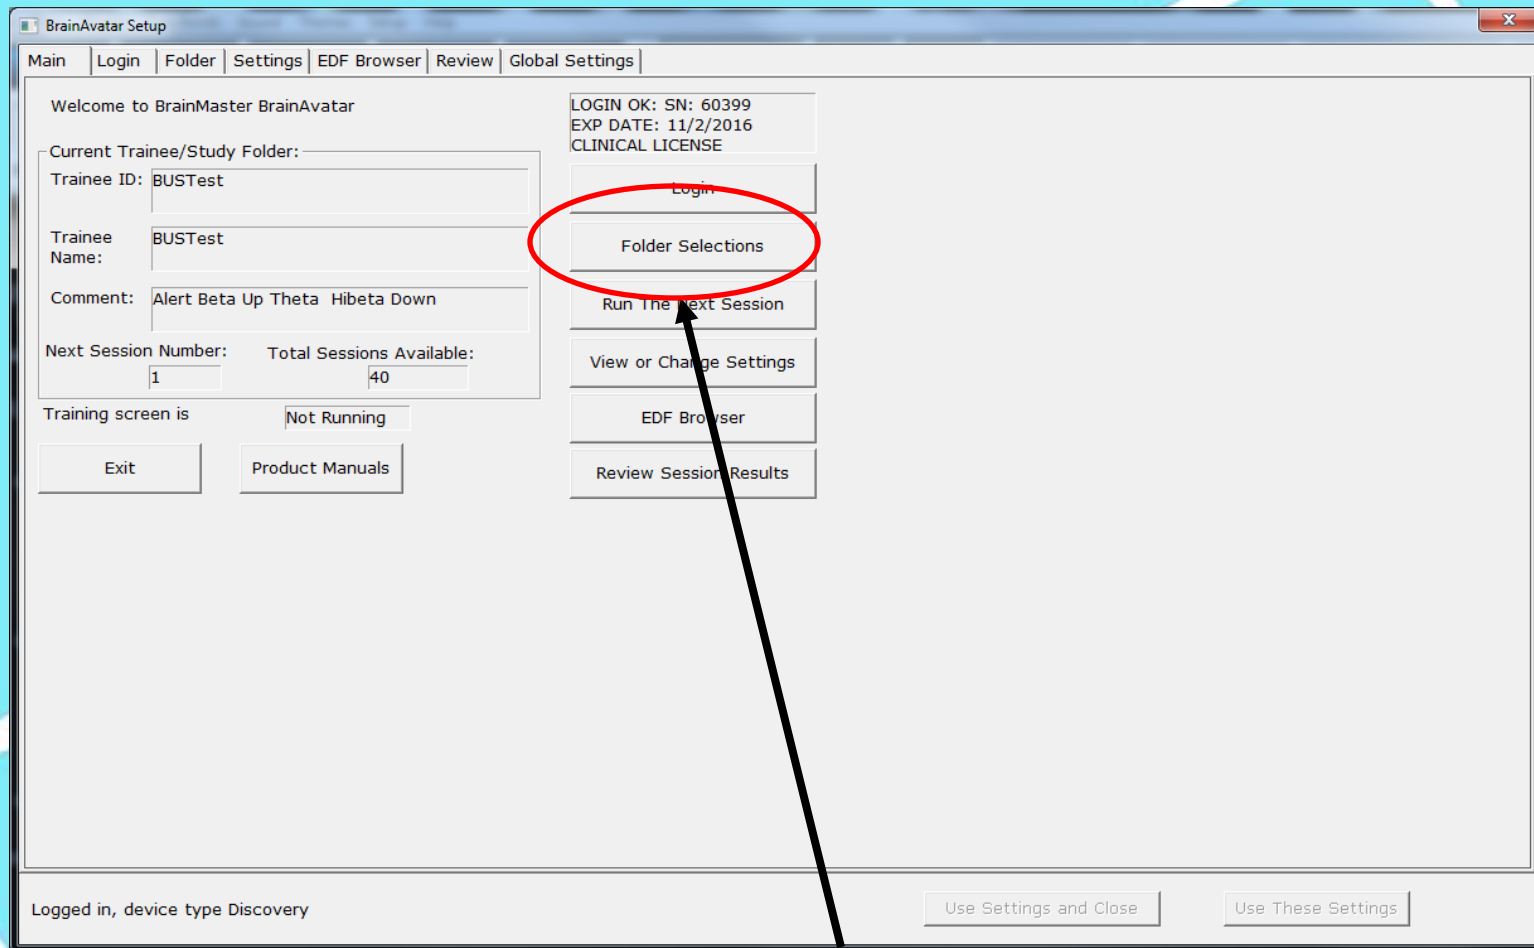 BrainAvatar Setup
Main Login Folder Settings EDF Browser Review Global Settings
Welcome to BrainMaster BrainAvatar
LOGIN OK: SN: 60399
EXP DATE: 11/2/2016
CLINICAL LICENSE
Current Trainee/Study Folder:
Trainee ID: BUSTest
Trainee Name: BUSTest
Comment: Alert Beta Up Theta Hibeta Down
Next Session Number: 1
Total Sessions Available: 40
Training screen is Not Running
Exit
Product Manuals
Login
Folder Selections
Run The Next Session
View or Change Settings
EDF Browser
Review Session Results
Logged in, device type Discovery
Use Settings and Close
Use These Settings